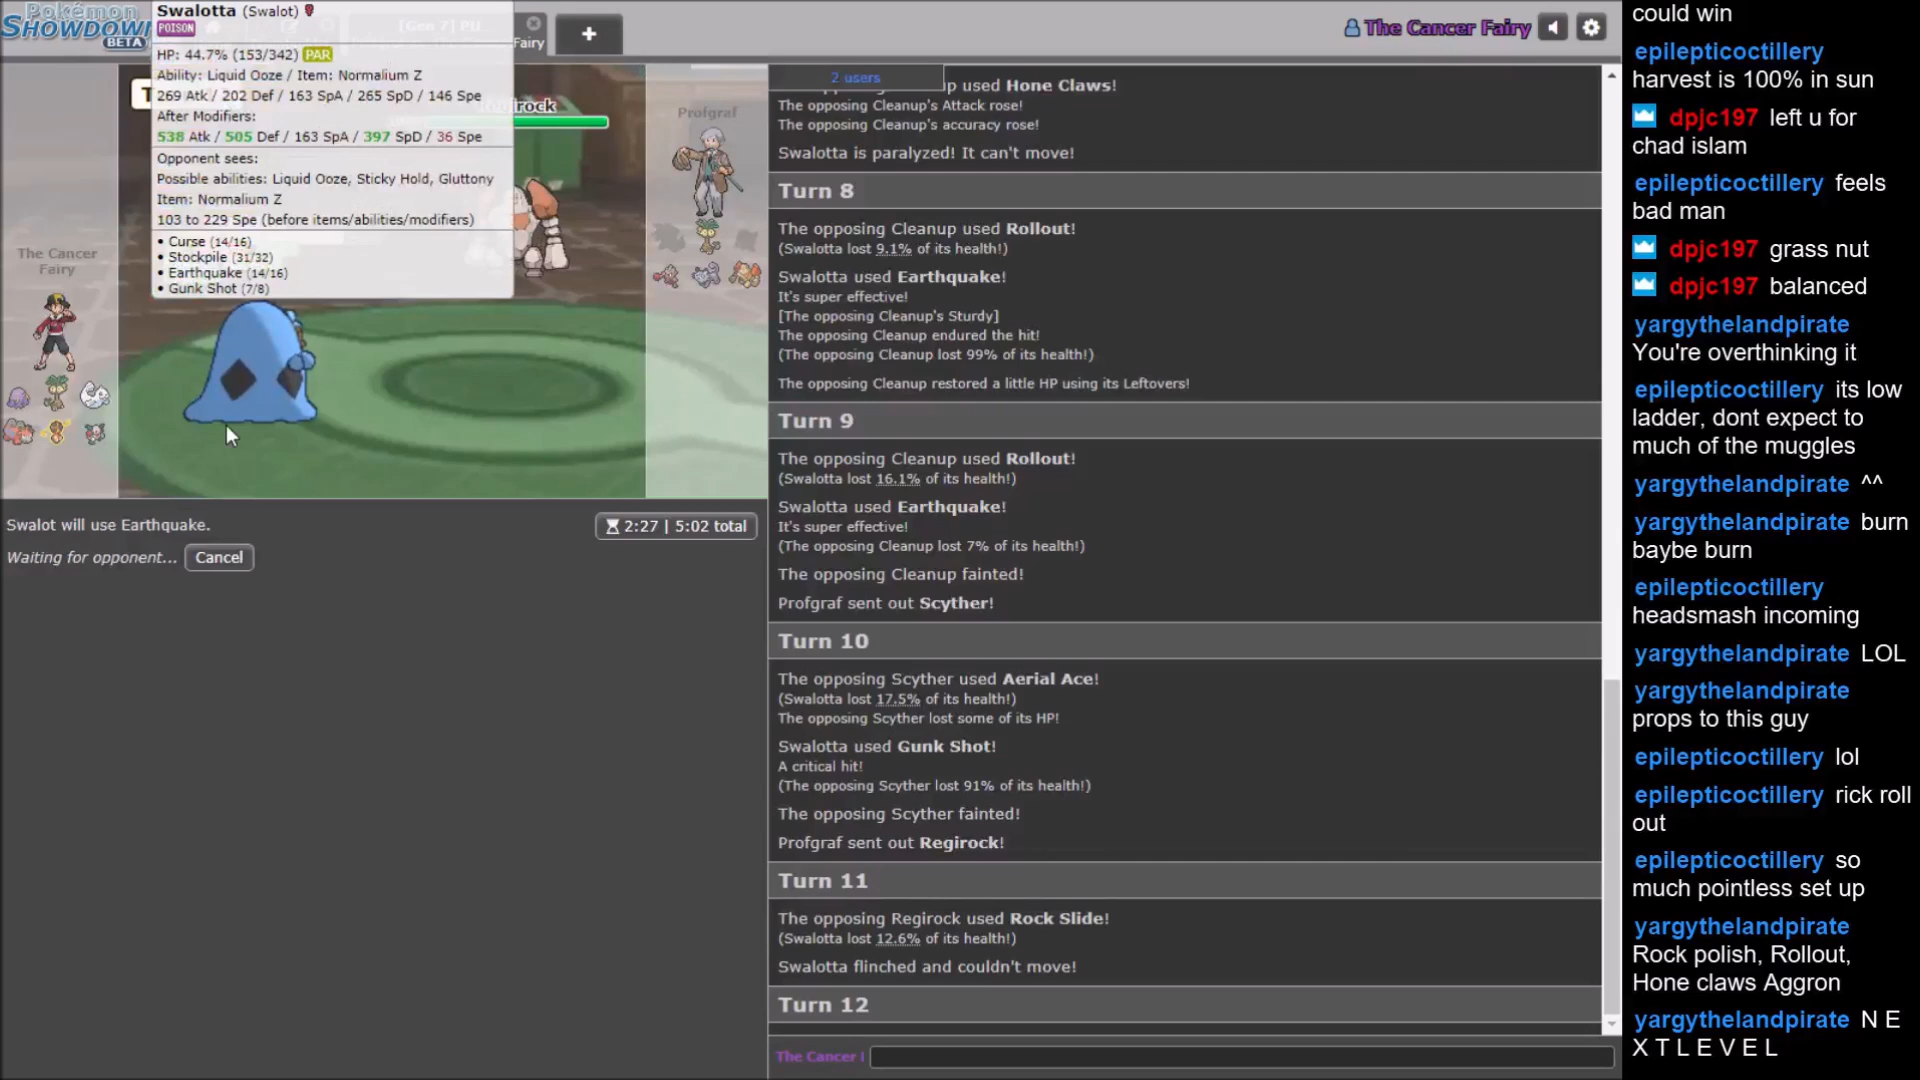 Pokémon
SHOWDOWN
BETA
[Gen 7] PU
Fairy
+
The Cancer Fairy
Swalotta (Swalot)
POISON
HP: 44.7% (153/342) PAR
Ability: Liquid Ooze / Item: Normalium Z
269 Atk / 202 Def / 163 SpA / 265 SpD / 146 Spe
After Modifiers:
538 Atk / 505 Def / 163 SpA / 397 SpD / 36 Spe
Opponent sees:
Possible abilities: Liquid Ooze, Sticky Hold, Gluttony
Item: Normalium Z
103 to 229 Spe (before items/abilities/modifiers)
• Curse (14/16)
• Stockpile (31/32)
• Earthquake (14/16)
• Gunk Shot (7/8)
T
rock
Profgraf
The Cancer
Fairy
Swalot will use Earthquake.
2:27 | 5:02 total
Waiting for opponent... Cancel
2 users
p used Hone Claws!
The opposing Cleanup's Attack rose!
The opposing Cleanup's accuracy rose!
Swalotta is paralyzed! It can't move!
Turn 8
The opposing Cleanup used Rollout!
(Swalotta lost 9.1% of its health!)
Swalotta used Earthquake!
It's super effective!
[The opposing Cleanup's Sturdy]
The opposing Cleanup endured the hit!
(The opposing Cleanup lost 99% of its health!)
The opposing Cleanup restored a little HP using its Leftovers!
Turn 9
The opposing Cleanup used Rollout!
(Swalotta lost 16.1% of its health!)
Swalotta used Earthquake!
It's super effective!
(The opposing Cleanup lost 7% of its health!)
The opposing Cleanup fainted!
Profgraf sent out Scyther!
Turn 10
The opposing Scyther used Aerial Ace!
(Swalotta lost 17.5% of its health!)
The opposing Scyther lost some of its HP!
Swalotta used Gunk Shot!
A critical hit!
(The opposing Scyther lost 91% of its health!)
The opposing Scyther fainted!
Profgraf sent out Regirock!
Turn 11
The opposing Regirock used Rock Slide!
(Swalotta lost 12.6% of its health!)
Swalotta flinched and couldn't move!
Turn 12
The Cancer
could win
epilepticoctillery
harvest is 100% in sun
dpjc197 left u for
chad islam
epilepticoctillery feels
bad man
dpjc197 grass nut
dpjc197 balanced
yargythelandpirate
You're overthinking it
epilepticoctillery its low
ladder, dont expect to
much of the muggles
yargythelandpirate ^^
yargythelandpirate burn
baybe burn
epilepticoctillery
headsmash incoming
yargythelandpirate LOL
yargythelandpirate
props to this guy
epilepticoctillery lol
epilepticoctillery rick roll
out
epilepticoctillery so
much pointless set up
yargythelandpirate
Rock polish, Rollout,
Hone claws Aggron
yargythelandpirate N E
X T L E V E L